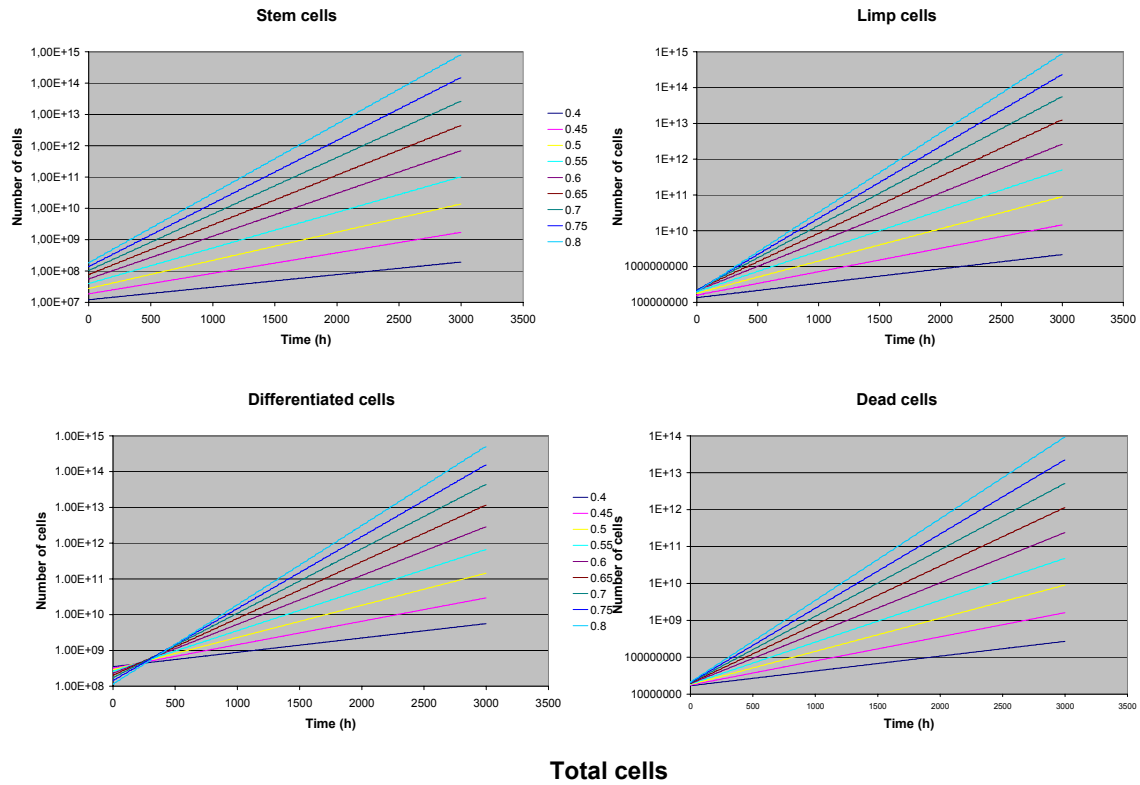 Stem cells
1,00E+15
1,00E+14
1,00E+13
1,00E+12
1,00E+11
1,00E+10
1,00E+09
1,00E+08
1,00E+07
0 500 1000 1500 2000 2500 3000 3500
Time (h)
Number of cells
0.4
0.45
0.5
0.55
0.6
0.65
0.7
0.75
0.8
Limp cells
1E+15
1E+14
1E+13
1E+12
1E+11
1E+10
1000000000
100000000
0 500 1000 1500 2000 2500 3000 3500
Time (h)
Number of cells
Differentiated cells
1.00E+15
1.00E+14
1.00E+13
1.00E+12
1.00E+11
1.00E+10
1.00E+09
1.00E+08
0 500 1000 1500 2000 2500 3000 3500
Time (h)
Number of cells
0.4
0.45
0.5
0.55
0.6
0.65
0.7
0.75
0.8
Dead cells
1E+14
1E+13
1E+12
1E+11
1E+10
1E+09
100000000
10000000
0 500 1000 1500 2000 2500 3000 3500
Time (h)
Number of cells
Total cells